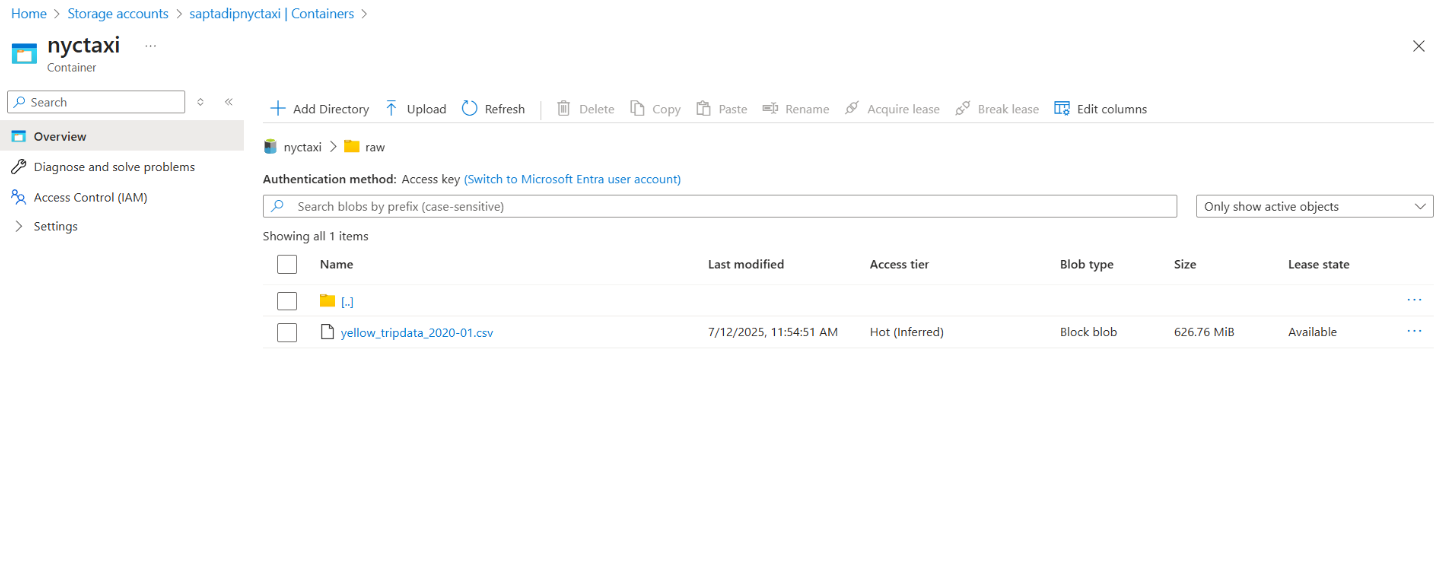 Home > Storage accounts > saptadipnyctaxi | Containers >
nyctaxi ...
Container
Search
Add Directory Upload Refresh Delete Copy Paste Rename Acquire lease Break lease Edit columns
Overview
Diagnose and solve problems
Access Control (IAM)
Settings
nyctaxi > raw
Authentication method: Access key (Switch to Microsoft Entra user account)
Search blobs by prefix (case-sensitive)
Only show active objects
Showing all 1 items
Name Last modified Access tier Blob type Size Lease state
[..] ...
yellow_tripdata_2020-01.csv 7/12/2025, 11:54:51 AM Hot (Inferred) Block blob 626.76 MiB Available ...